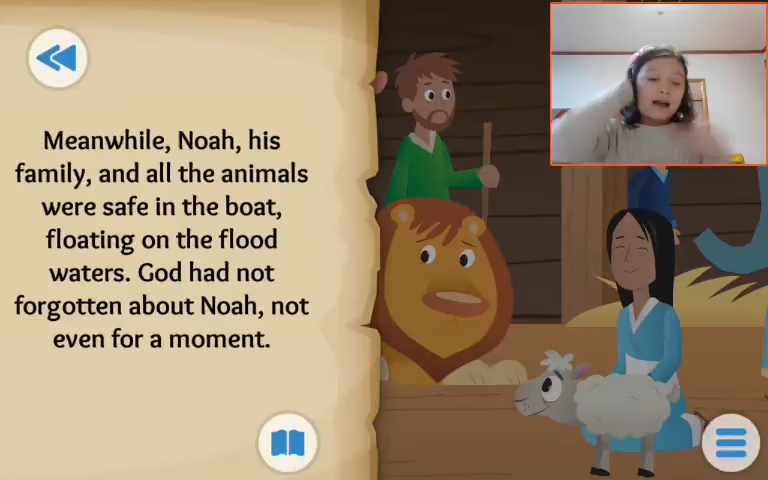 Meanwhile, Noah, his
family, and all the animals
were safe in the boat,
floating on the flood
waters. God had not
forgotten about Noah, not
even for a moment.